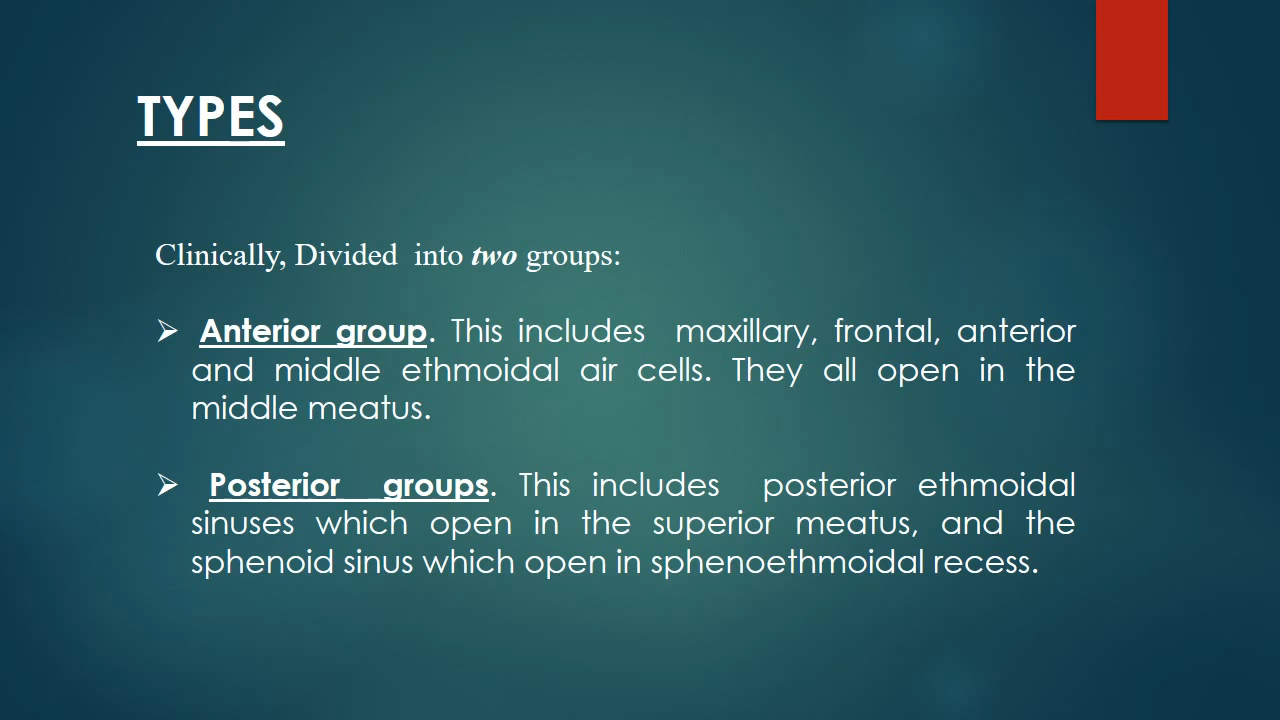 TYPES
Clinically, Divided into two groups:
➢ Anterior group. This includes maxillary, frontal, anterior
and middle ethmoidal air cells. They all open in the
middle meatus.
➢ Posterior groups. This includes posterior ethmoidal
sinuses which open in the superior meatus, and the
sphenoid sinus which open in sphenoethmoidal recess.